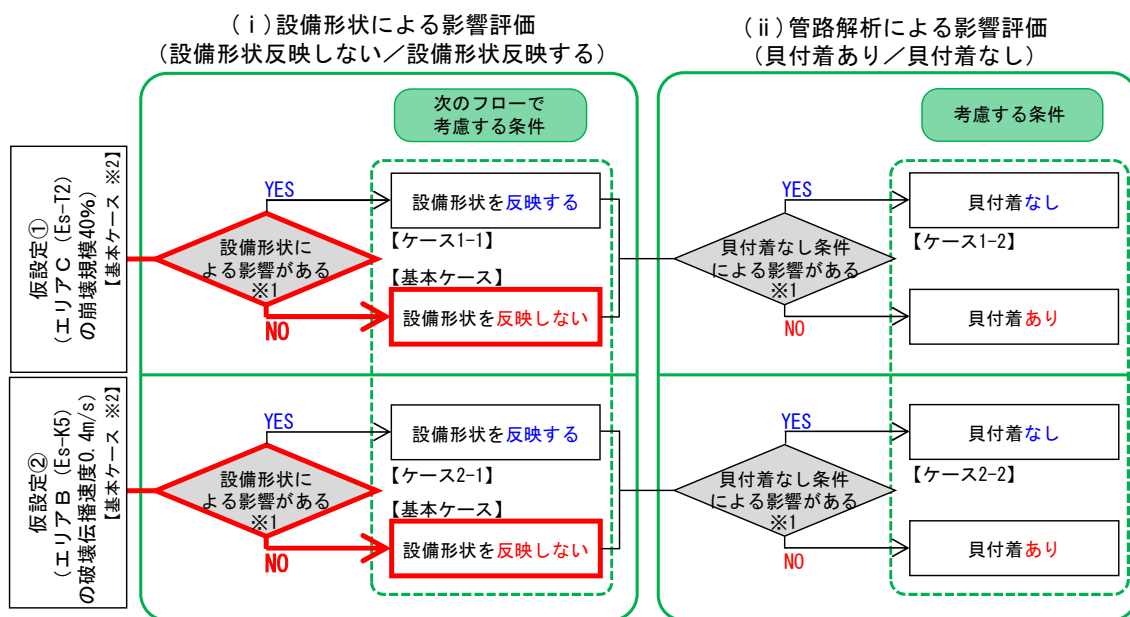 (ⅰ)設備形状による影響評価
(設備形状反映しない/設備形状反映する)
(ⅱ)管路解析による影響評価
(貝付着あり/貝付着なし)
次のフローで
考慮する条件
考慮する条件
仮設定①
(エリアC(Es-T2)
の崩壊規模40%)
【基本ケース ※2】
設備形状に
よる影響がある
※1
YES
設備形状を反映する
【ケース1-1】
【基本ケース】
NO
設備形状を反映しない
貝付着なし条件
による影響がある
※1
YES
貝付着なし
【ケース1-2】
NO
貝付着あり
仮設定②
(エリアB(Es-K5)
の破壊伝播速度0.4m/s)
【基本ケース ※2】
設備形状に
よる影響がある
※1
YES
設備形状を反映する
【ケース2-1】
【基本ケース】
NO
設備形状を反映しない
貝付着なし条件
による影響がある
※1
YES
貝付着なし
【ケース2-2】
NO
貝付着あり